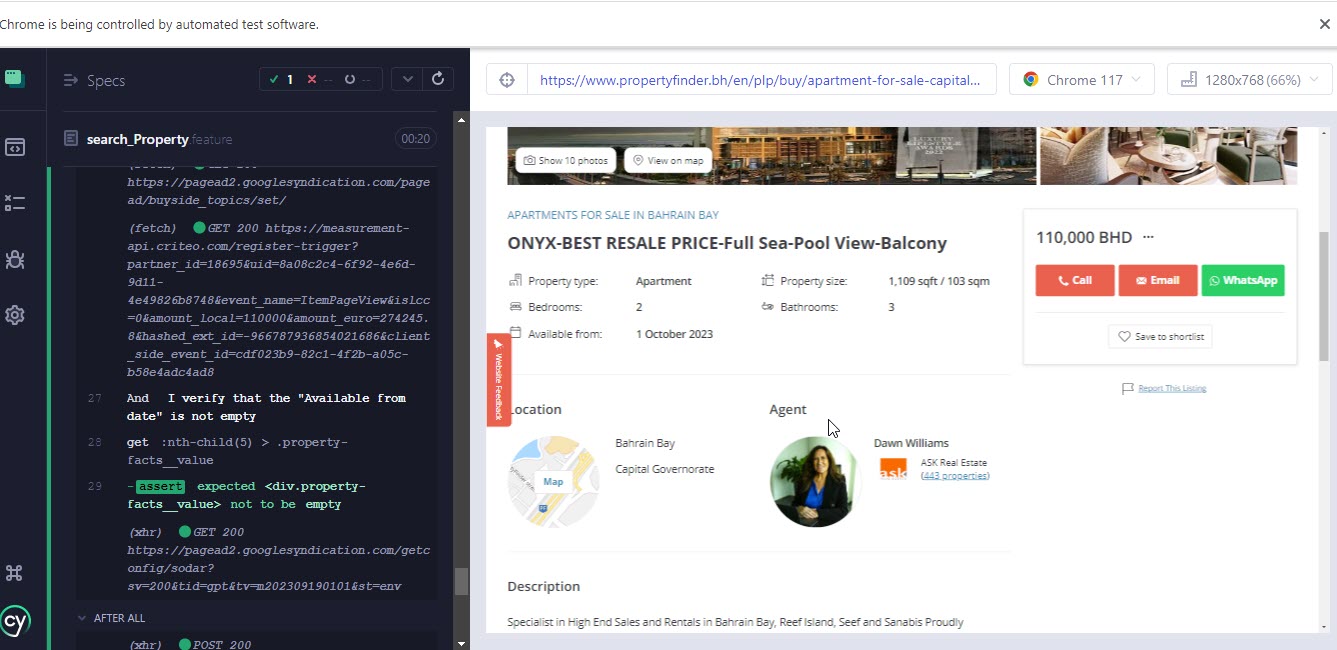 Chrome is being controlled by automated test software.
Specs
1 -- --
search_Property.feature 00:20
https://pagead2.googlesyndication.com/page
ad/buyside_topics/set/
(fetch) GET 200 https://measurement-
api.criteo.com/register-trigger?
partner_id=18695&uid=8a08c2c4-6f92-4e6d-
9d11-
4e49826b8748&event_name=ItemPageView&islcc
=0&amount_local=110000&amount_euro=274245.
8&hashed_ext_id=-966787936854021686&client
_side_event_id=cdf023b9-82c1-4f2b-a05c-
b58e4adc4ad8
27 And I verify that the "Available from
date" is not empty
28 get :nth-child(5) > .property-
facts__value
29 -assert expected <div.property-
facts__value> not to be empty
(xhr) GET 200
https://pagead2.googlesyndication.com/getc
onfig/sodar?
sv=200&tid=gpt&tv=m202309190101&st=env
AFTER ALL
(xhr) POST 200
cy
https://www.propertyfinder.bh/en/plp/buy/apartment-for-sale-capital...
Chrome 117
1280x768 (66%)
LUXURY
LIFESTYLE
AWARDS
Show 10 photos
View on map
APARTMENTS FOR SALE IN BAHRAIN BAY
ONYX-BEST RESALE PRICE-Full Sea-Pool View-Balcony
Property type: Apartment Property size: 1,109 sqft / 103 sqm
Bedrooms: 2 Bathrooms: 3
Available from: 1 October 2023
110,000 BHD ...
Call Email WhatsApp
Save to shortlist
Report This Listing
Website Feedback
Location
Bahrain Bay
Capital Governorate
Map
Agent
Dawn Williams
ask
ASK Real Estate
(443 properties)
Description
Specialist in High End Sales and Rentals in Bahrain Bay, Reef Island, Seef and Sanabis Proudly